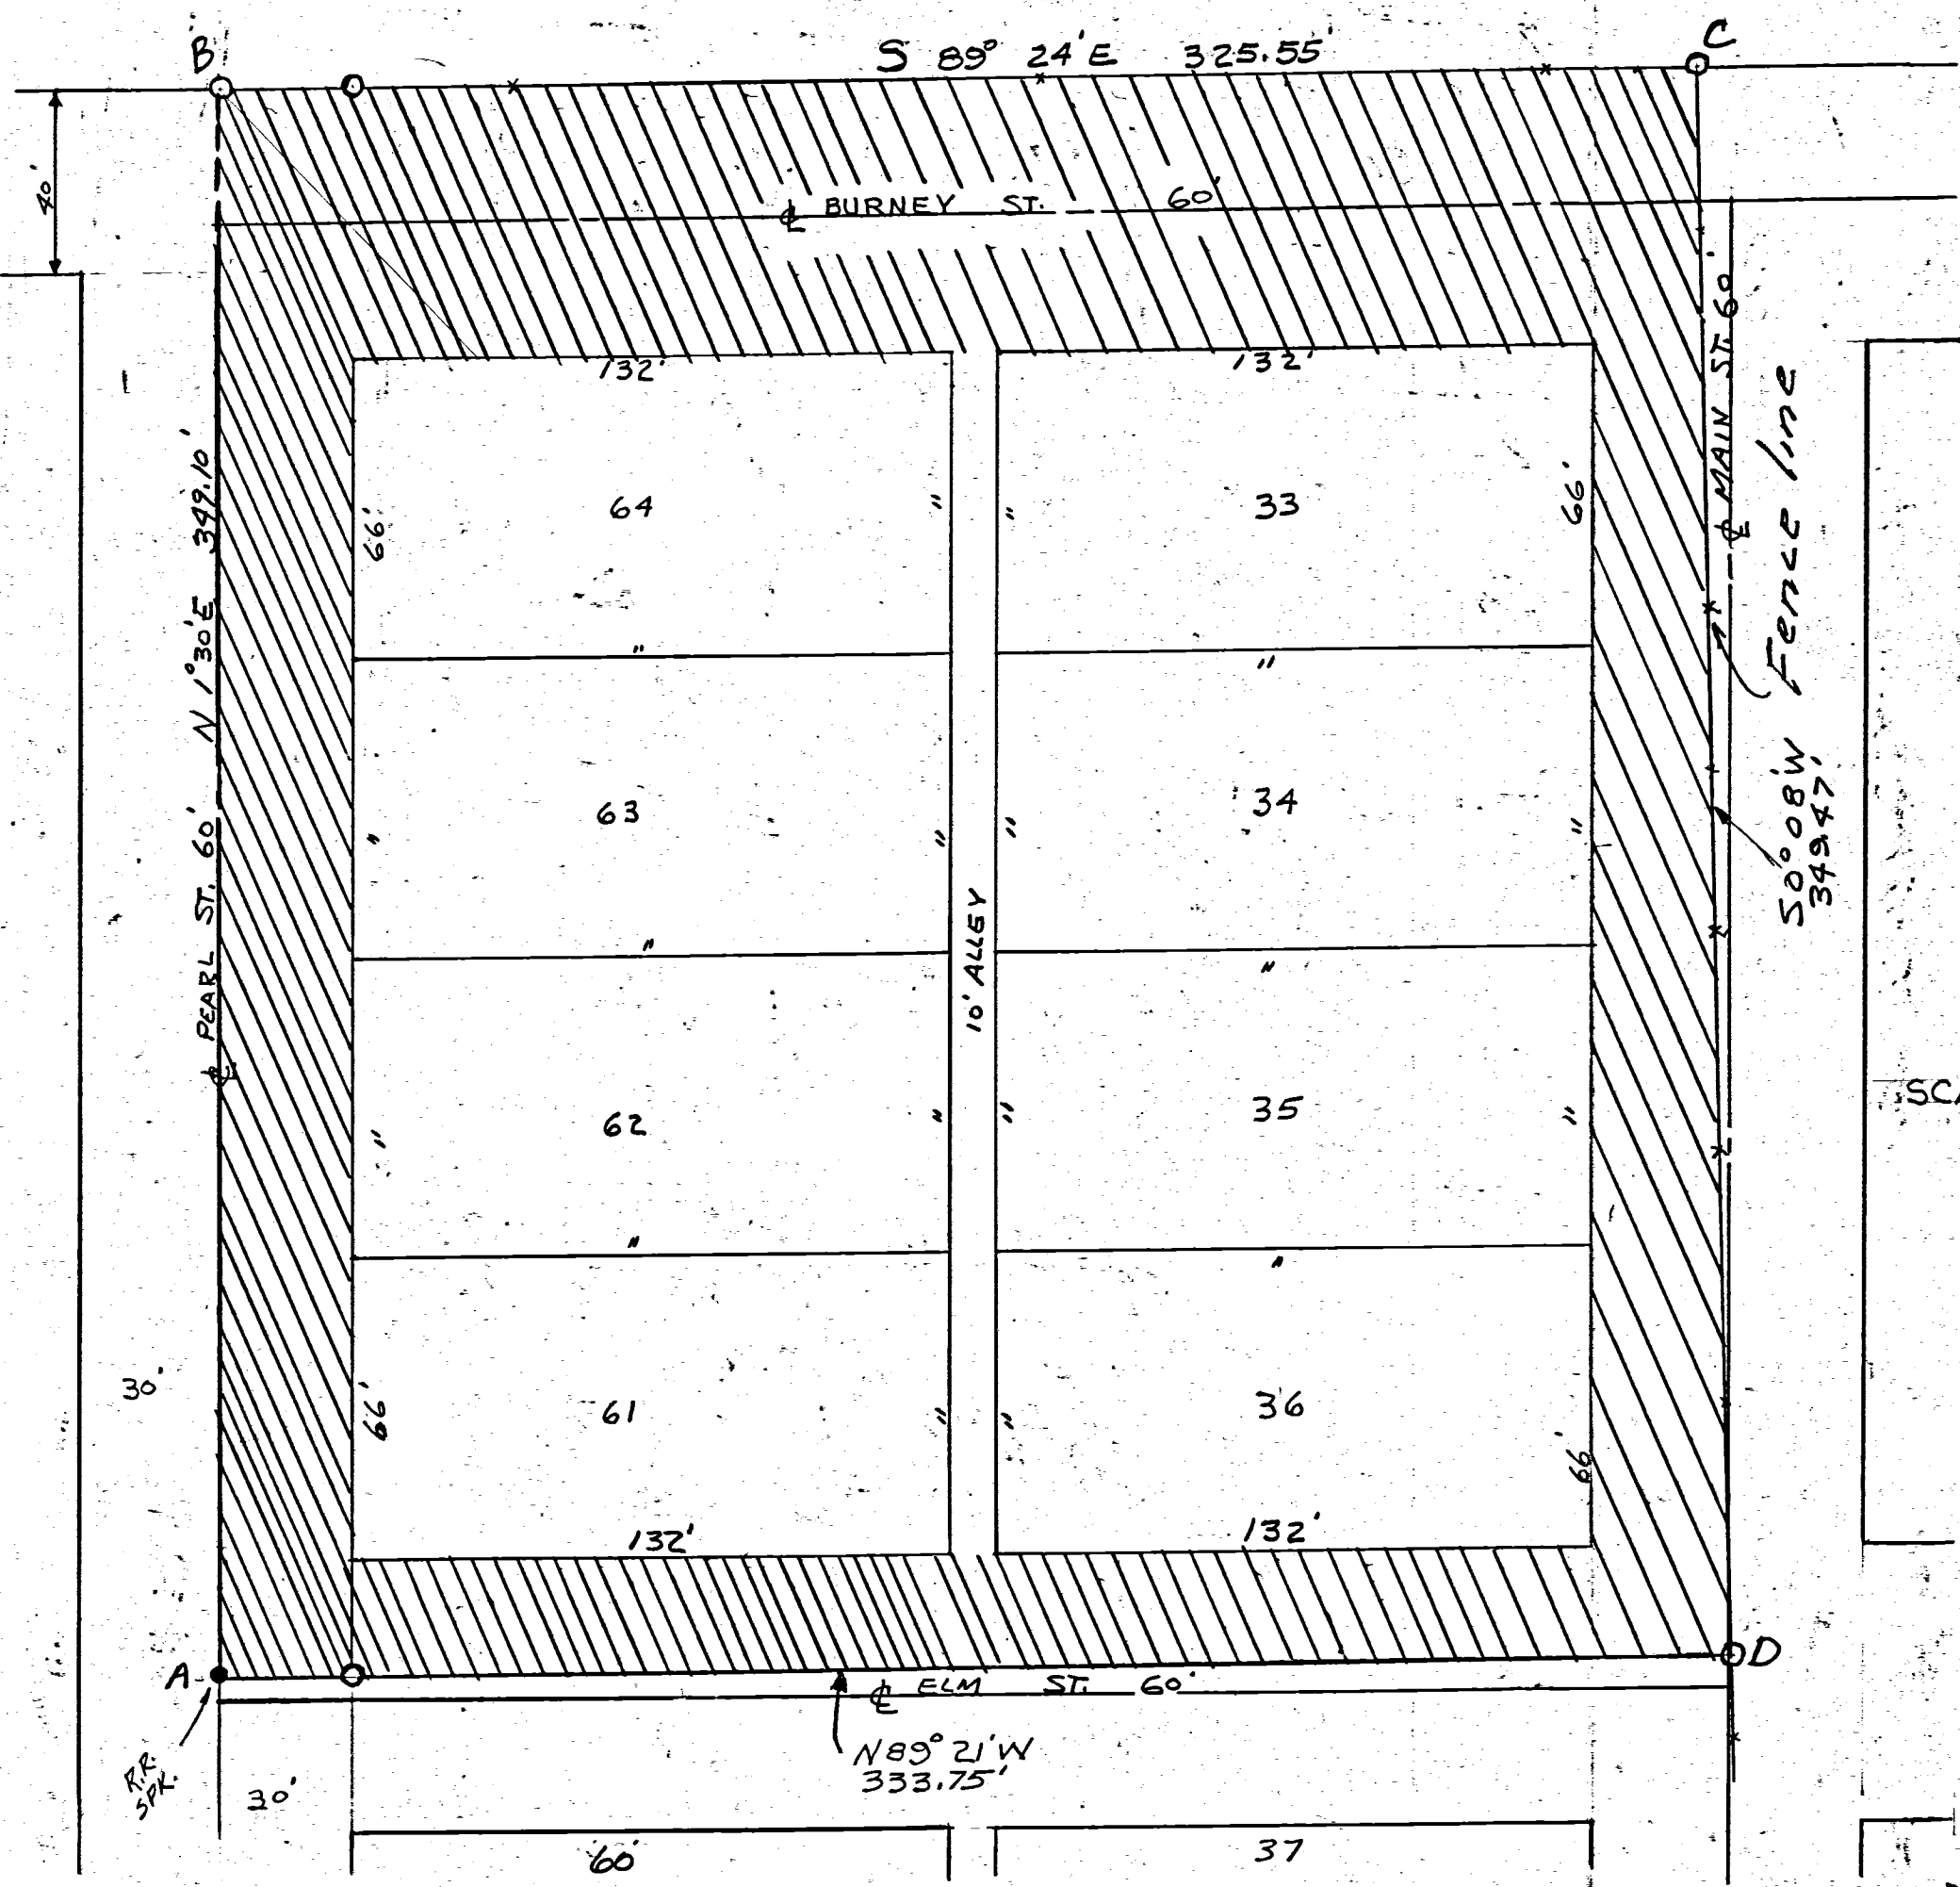 B
S 89° 24' E 325.55'
C
40'
℄ BURNEY ST. 60'
132'
132'
℄ MAIN ST. 60'
Fence line
N 1° 30' E 349.10'
66'
64
"
"
33
66'
"
"
S 0° 08' W
349.47'
℄ PEARL ST. 60'
"
63
"
"
34
"
"
"
10' ALLEY
"
62
"
"
35
"
SCA
"
"
30'
66'
61
"
"
36
66'
132'
132'
A
D
℄ ELM ST. 60'
R.R.
SPK.
30'
N 89° 21' W
333.75'
60
37